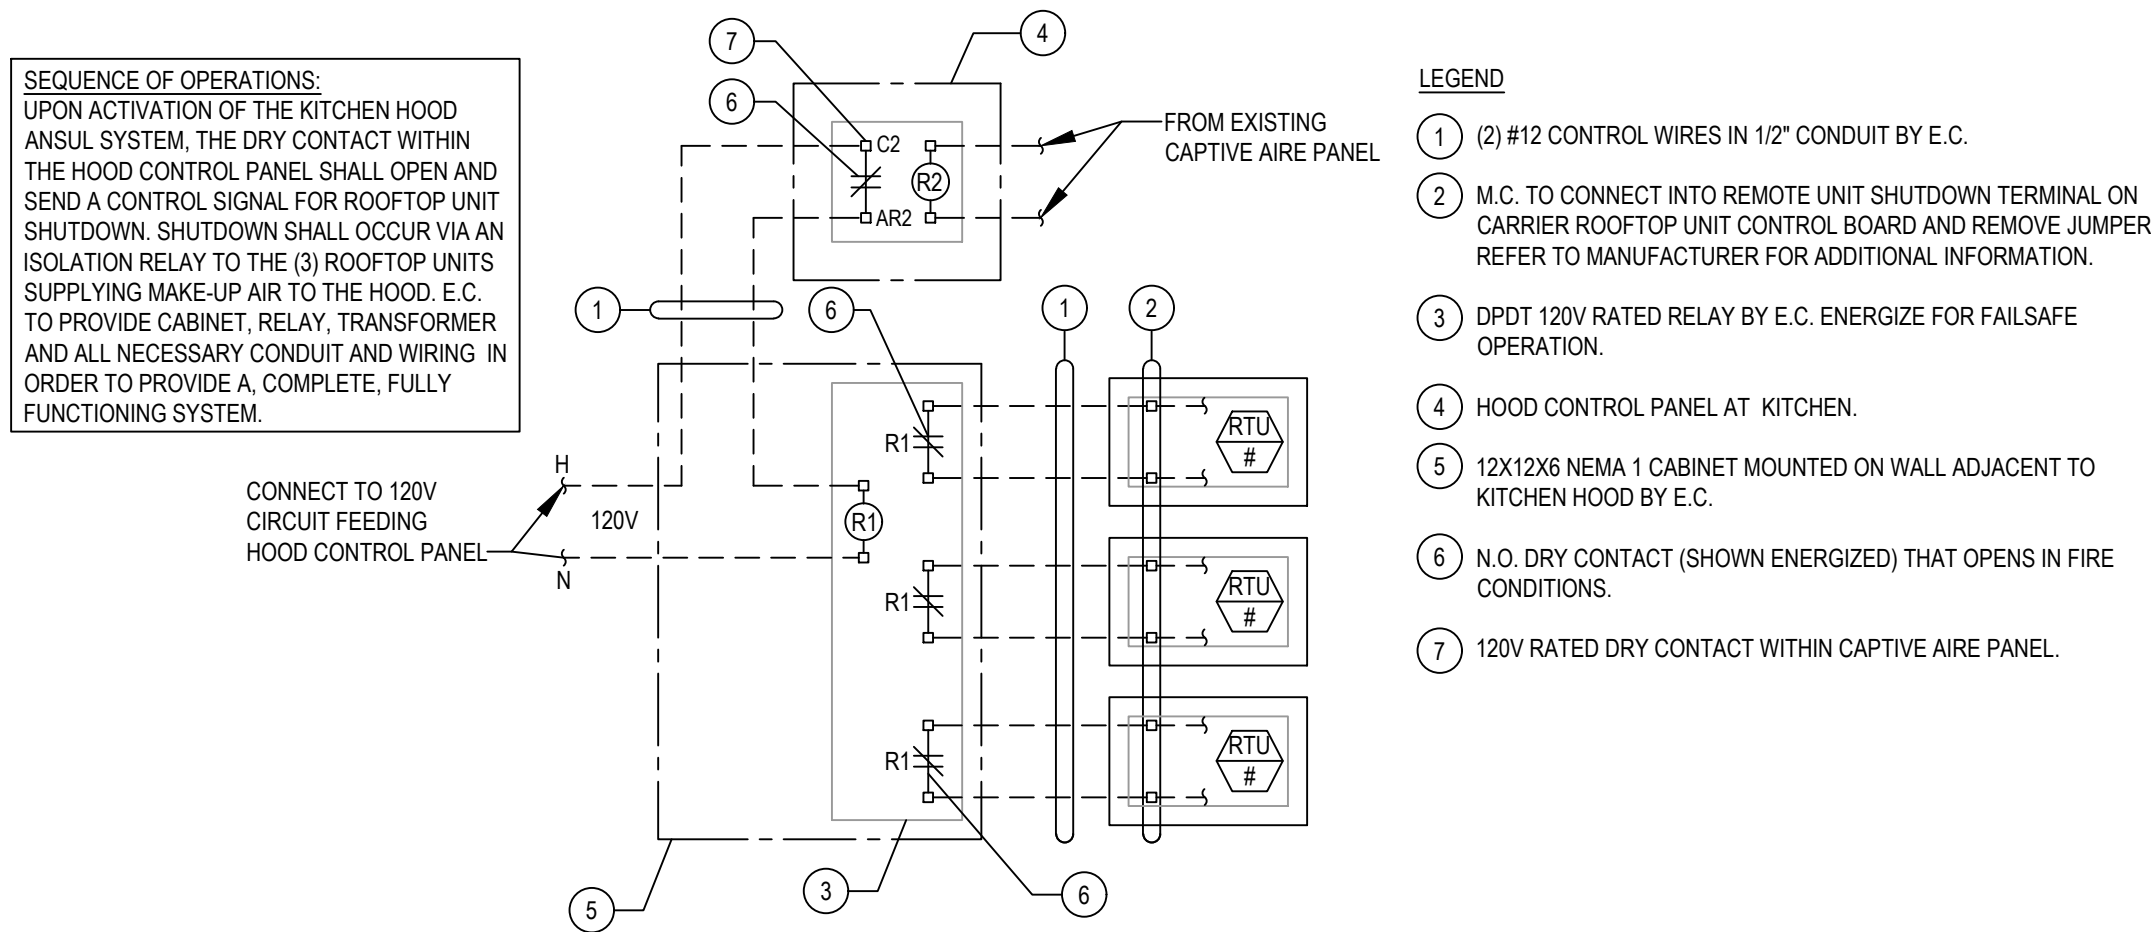 SEQUENCE OF OPERATIONS:
UPON ACTIVATION OF THE KITCHEN HOOD
ANSUL SYSTEM, THE DRY CONTACT WITHIN
THE HOOD CONTROL PANEL SHALL OPEN AND
SEND A CONTROL SIGNAL FOR ROOFTOP UNIT
SHUTDOWN. SHUTDOWN SHALL OCCUR VIA AN
ISOLATION RELAY TO THE (3) ROOFTOP UNITS
SUPPLYING MAKE-UP AIR TO THE HOOD. E.C.
TO PROVIDE CABINET, RELAY, TRANSFORMER
AND ALL NECESSARY CONDUIT AND WIRING IN
ORDER TO PROVIDE A, COMPLETE, FULLY
FUNCTIONING SYSTEM.
7
4
6
C2
R2
AR2
FROM EXISTING
CAPTIVE AIRE PANEL
1
6
1
2
CONNECT TO 120V
CIRCUIT FEEDING
HOOD CONTROL PANEL
H
120V
N
R1
R1
R1
R1
RTU
#
RTU
#
RTU
#
5
3
6
LEGEND
1 (2) #12 CONTROL WIRES IN 1/2" CONDUIT BY E.C.
2 M.C. TO CONNECT INTO REMOTE UNIT SHUTDOWN TERMINAL ON
CARRIER ROOFTOP UNIT CONTROL BOARD AND REMOVE JUMPER
REFER TO MANUFACTURER FOR ADDITIONAL INFORMATION.
3 DPDT 120V RATED RELAY BY E.C. ENERGIZE FOR FAILSAFE
OPERATION.
4 HOOD CONTROL PANEL AT KITCHEN.
5 12X12X6 NEMA 1 CABINET MOUNTED ON WALL ADJACENT TO
KITCHEN HOOD BY E.C.
6 N.O. DRY CONTACT (SHOWN ENERGIZED) THAT OPENS IN FIRE
CONDITIONS.
7 120V RATED DRY CONTACT WITHIN CAPTIVE AIRE PANEL.